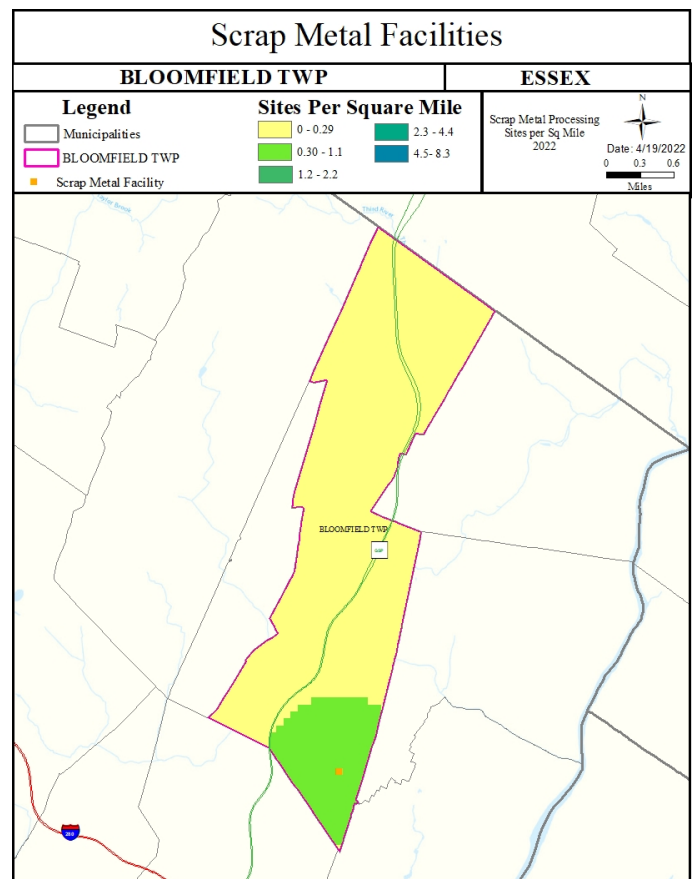 Scrap Metal Facilities
BLOOMFIELD TWP
ESSEX
Legend
Municipalities
BLOOMFIELD TWP
Scrap Metal Facility
Sites Per Square Mile
0 - 0.29
0.30 - 1.1
1.2 - 2.2
2.3 - 4.4
4.5- 8.3
Scrap Metal Processing
Sites per Sq Mile
2022
N
Date: 4/19/2022
0 0.3 0.6
Miles
Third River
BLOOMFIELD TWP
GSP
280